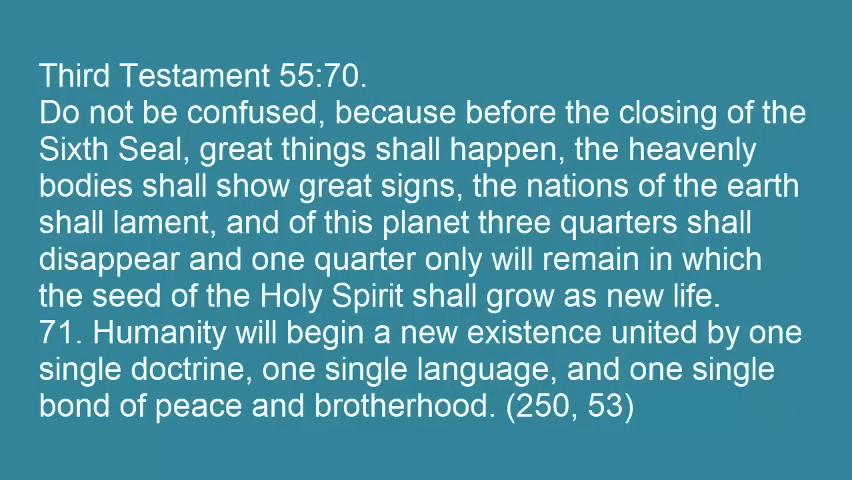 Third Testament 55:70.
Do not be confused, because before the closing of the
Sixth Seal, great things shall happen, the heavenly
bodies shall show great signs, the nations of the earth
shall lament, and of this planet three quarters shall
disappear and one quarter only will remain in which
the seed of the Holy Spirit shall grow as new life.
71. Humanity will begin a new existence united by one
single doctrine, one single language, and one single
bond of peace and brotherhood. (250, 53)